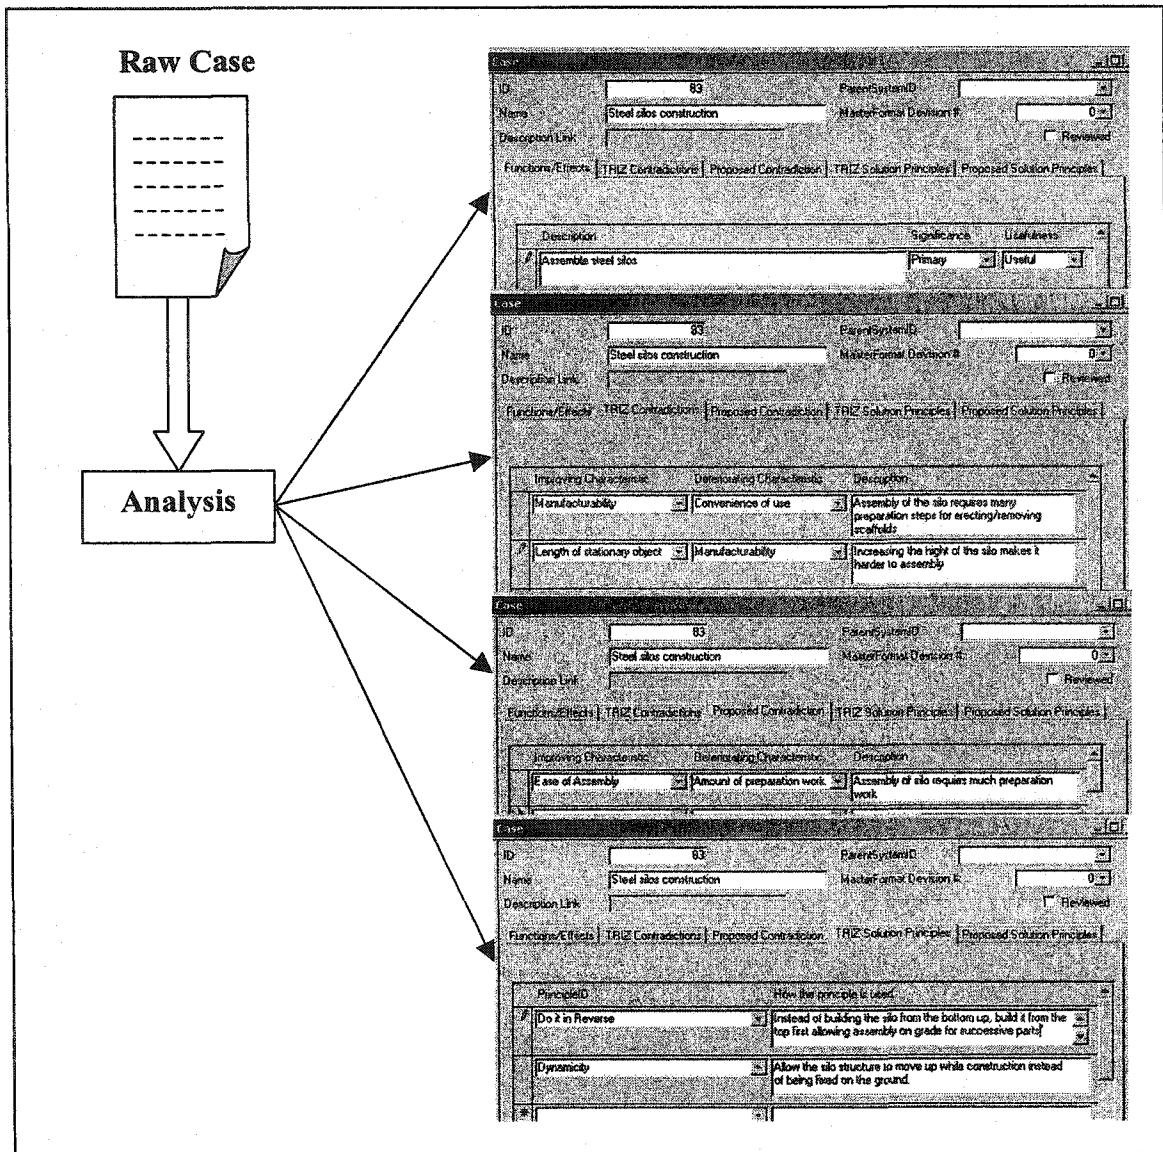 Raw Case
Analysis
Case
ID 83 ParentSystemID
Name Steel silos construction MasterFormat Devision # 0
Description Link Reviewed
Functions/Effects TRIZ Contradictions Proposed Contradiction TRIZ Solution Principles Proposed Solution Principles
Description Significance Usefulness
Assemble steel silos Primary Useful
Case
ID 83 ParentSystemID
Name Steel silos construction MasterFormat Devision # 0
Description Link Reviewed
Functions/Effects TRIZ Contradictions Proposed Contradiction TRIZ Solution Principles Proposed Solution Principles
Improving Characteristic Deteriorating Characteristic Description
Manufacturability Convenience of use Assembly of the silo requires many
preparation steps for erecting/removing
scaffolds
Length of stationary object Manufacturability Increasing the hight of the silo makes it
harder to assembly
Case
ID 83 ParentSystemID
Name Steel silos construction MasterFormat Devision # 0
Description Link Reviewed
Functions/Effects TRIZ Contradictions Proposed Contradiction TRIZ Solution Principles Proposed Solution Principles
Improving Characteristic Deteriorating Characteristic Description
Ease of Assembly Amount of preparation work Assembly of silo requires much preparation
work
Case
ID 83 ParentSystemID
Name Steel silos construction MasterFormat Devision # 0
Description Link Reviewed
Functions/Effects TRIZ Contradictions Proposed Contradiction TRIZ Solution Principles Proposed Solution Principles
PrincipleID How the principle is used
Do it in Reverse Instead of building the silo from the bottom up, build it from the
top first allowing assembly on grade for successive parts
Dynamicity Allow the silo structure to move up while construction instead
of being fixed on the ground.